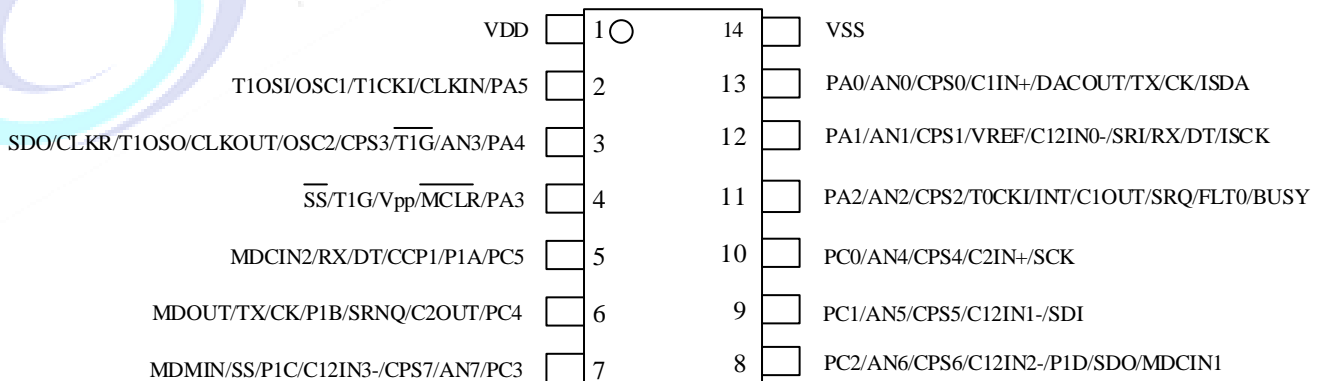 VDD 1 14 VSS
T1OSI/OSC1/T1CKI/CLKIN/PA5 2 13 PA0/AN0/CPS0/C1IN+/DACOUT/TX/CK/ISDA
SDO/CLKR/T1OSO/CLKOUT/OSC2/CPS3/T1G/AN3/PA4 3 12 PA1/AN1/CPS1/VREF/C12IN0-/SRI/RX/DT/ISCK
SS/T1G/Vpp/MCLR/PA3 4 11 PA2/AN2/CPS2/T0CKI/INT/C1OUT/SRQ/FLT0/BUSY
MDCIN2/RX/DT/CCP1/P1A/PC5 5 10 PC0/AN4/CPS4/C2IN+/SCK
MDOUT/TX/CK/P1B/SRNQ/C2OUT/PC4 6 9 PC1/AN5/CPS5/C12IN1-/SDI
MDMIN/SS/P1C/C12IN3-/CPS7/AN7/PC3 7 8 PC2/AN6/CPS6/C12IN2-/P1D/SDO/MDCIN1